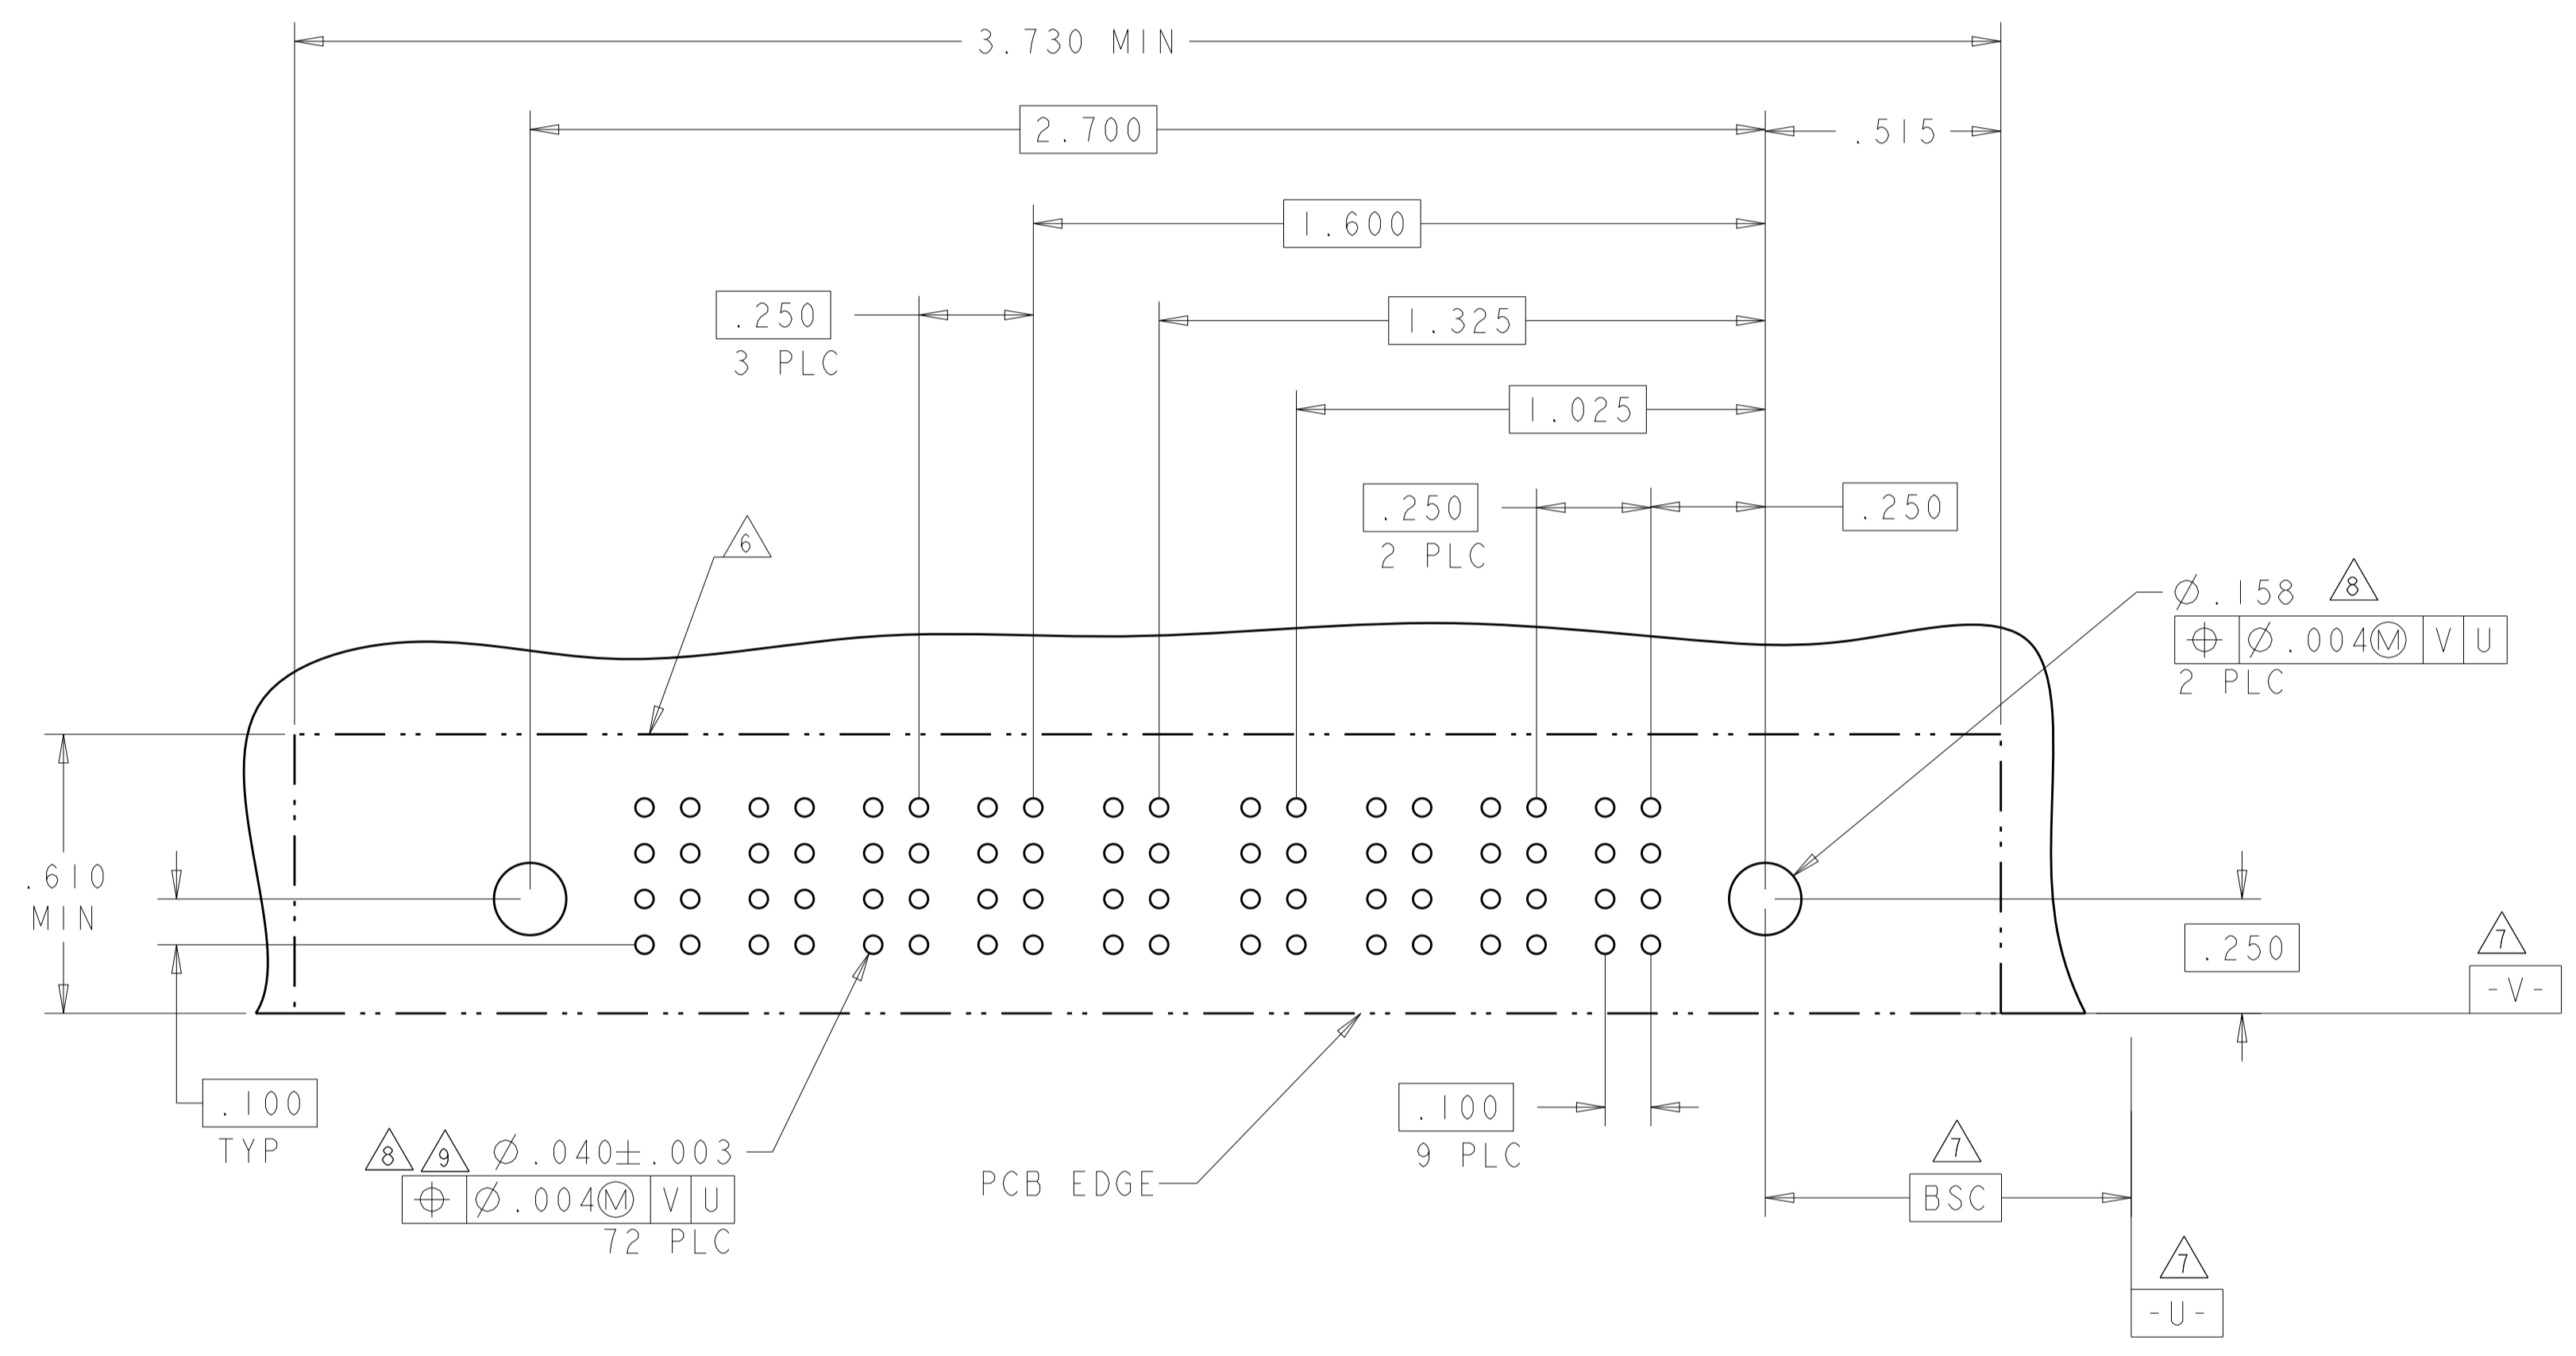 3.730 MIN
2.700
.515
1.600
.250
3 PLC
1.325
1.025
.250
2 PLC
.250
6
Ø.158 8
⌖ Ø.004Ⓜ V U
2 PLC
.610
MIN
.250
7
-V-
.100
TYP
8 9 Ø.040±.003
⌖ Ø.004Ⓜ V U
72 PLC
PCB EDGE
.100
9 PLC
7
BSC
7
-U-